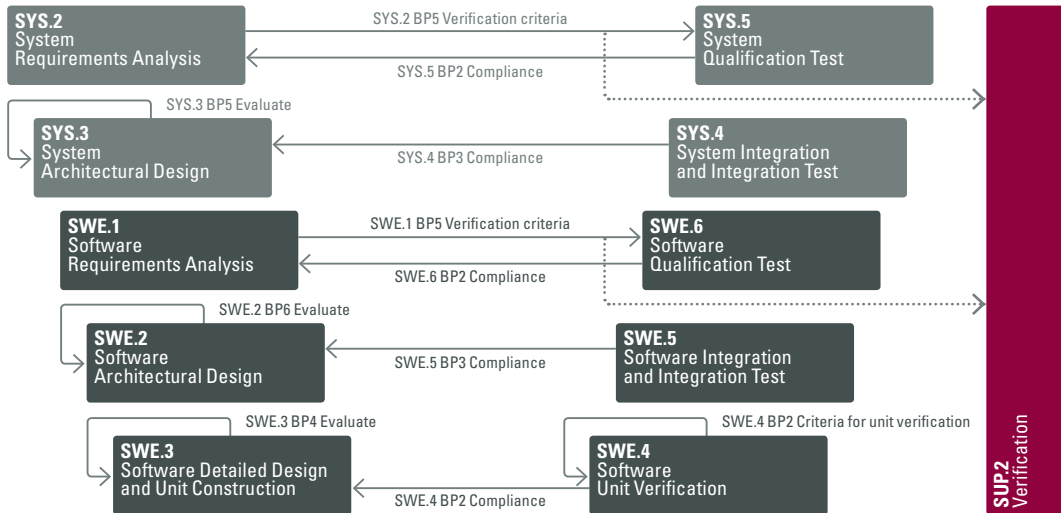 SYS.2
System
Requirements Analysis
SYS.2 BP5 Verification criteria
SYS.5 BP2 Compliance
SYS.5
System
Qualification Test
SYS.3 BP5 Evaluate
SYS.3
System
Architectural Design
SYS.4 BP3 Compliance
SYS.4
System Integration
and Integration Test
SWE.1
Software
Requirements Analysis
SWE.1 BP5 Verification criteria
SWE.6 BP2 Compliance
SWE.6
Software
Qualification Test
SWE.2 BP6 Evaluate
SWE.2
Software
Architectural Design
SWE.5 BP3 Compliance
SWE.5
Software Integration
and Integration Test
SWE.3 BP4 Evaluate
SWE.3
Software Detailed Design
and Unit Construction
SWE.4 BP2 Compliance
SWE.4 BP2 Criteria for unit verification
SWE.4
Software
Unit Verification
SUP.2
Verification